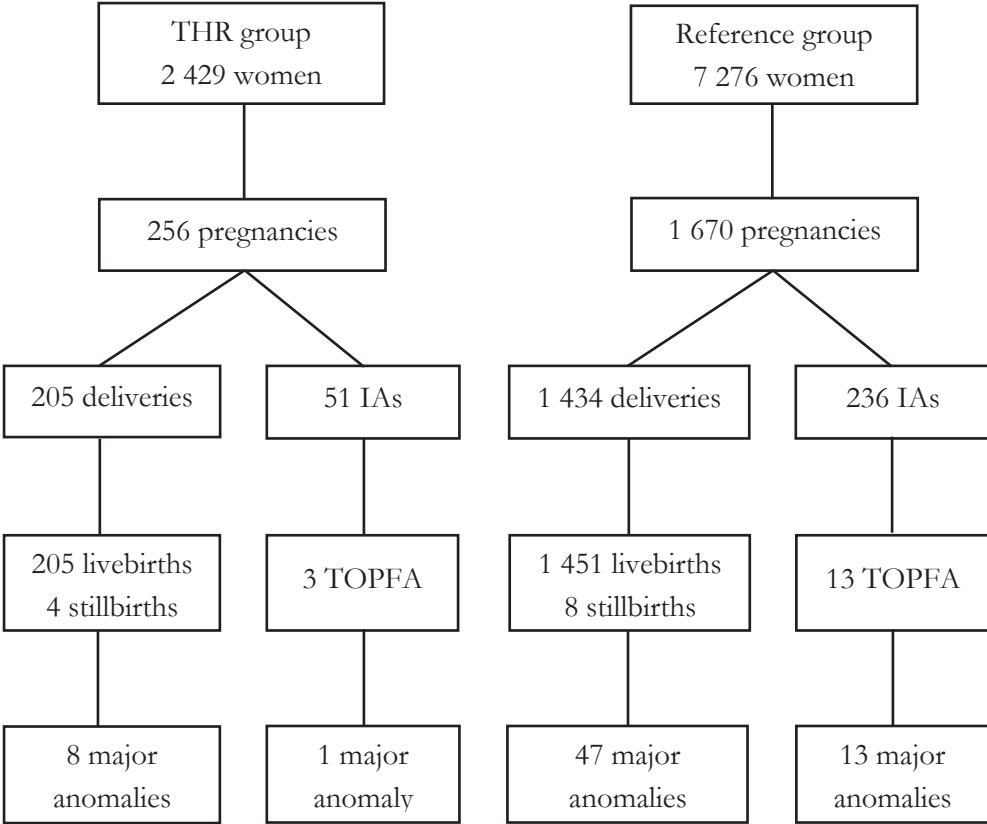 THR group
2 429 women
Reference group
7 276 women
256 pregnancies
1 670 pregnancies
205 deliveries
51 IAs
1 434 deliveries
236 IAs
205 livebirths
4 stillbirths
3 TOPFA
1 451 livebirths
8 stillbirths
13 TOPFA
8 major
anomalies
1 major
anomaly
47 major
anomalies
13 major
anomalies